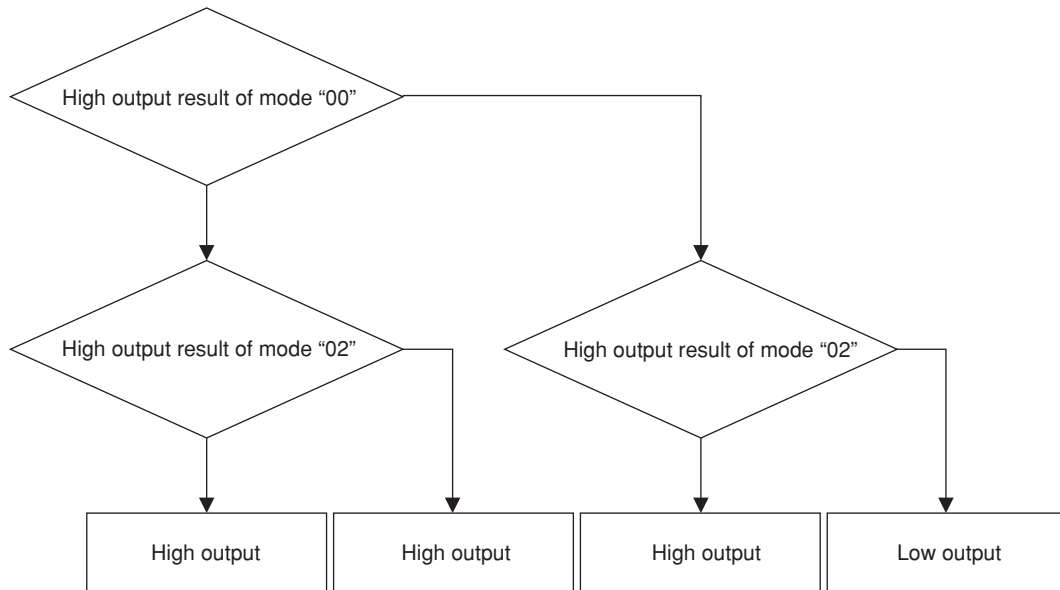 High output result of mode “00”
High output result of mode “02”
High output result of mode “02”
High output
High output
High output
Low output